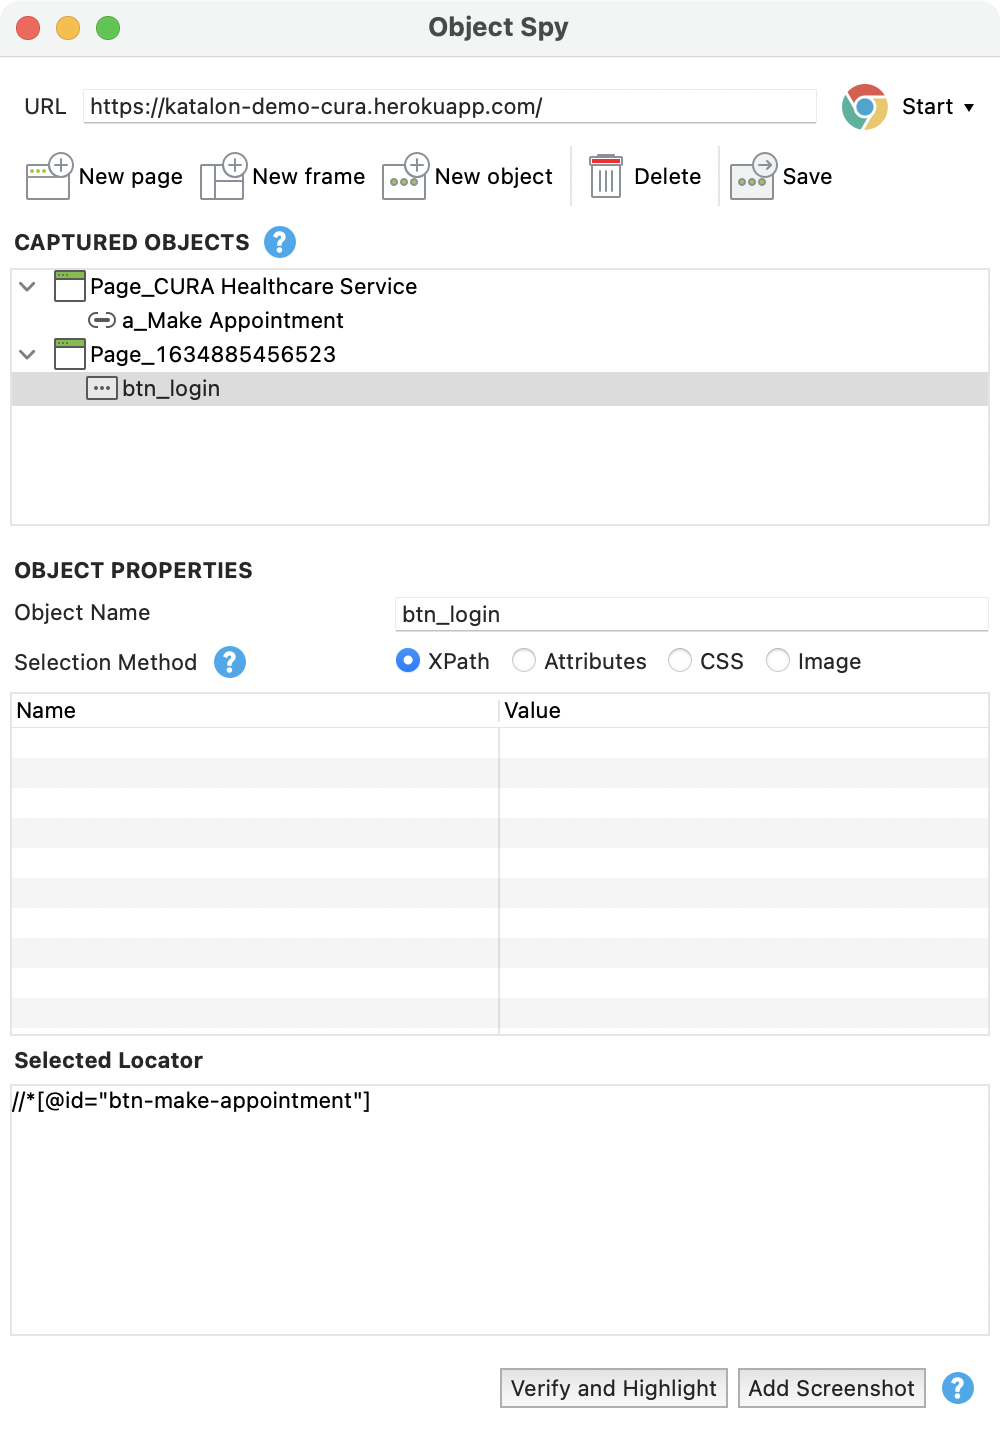 Object Spy
URL https://katalon-demo-cura.herokuapp.com/ Start
New page New frame New object Delete Save
CAPTURED OBJECTS ?
Page_CURA Healthcare Service
a_Make Appointment
Page_1634885456523
btn_login
OBJECT PROPERTIES
Object Name btn_login
Selection Method ? XPath Attributes CSS Image
Name Value
Selected Locator
//*[@id="btn-make-appointment"]
Verify and Highlight Add Screenshot ?